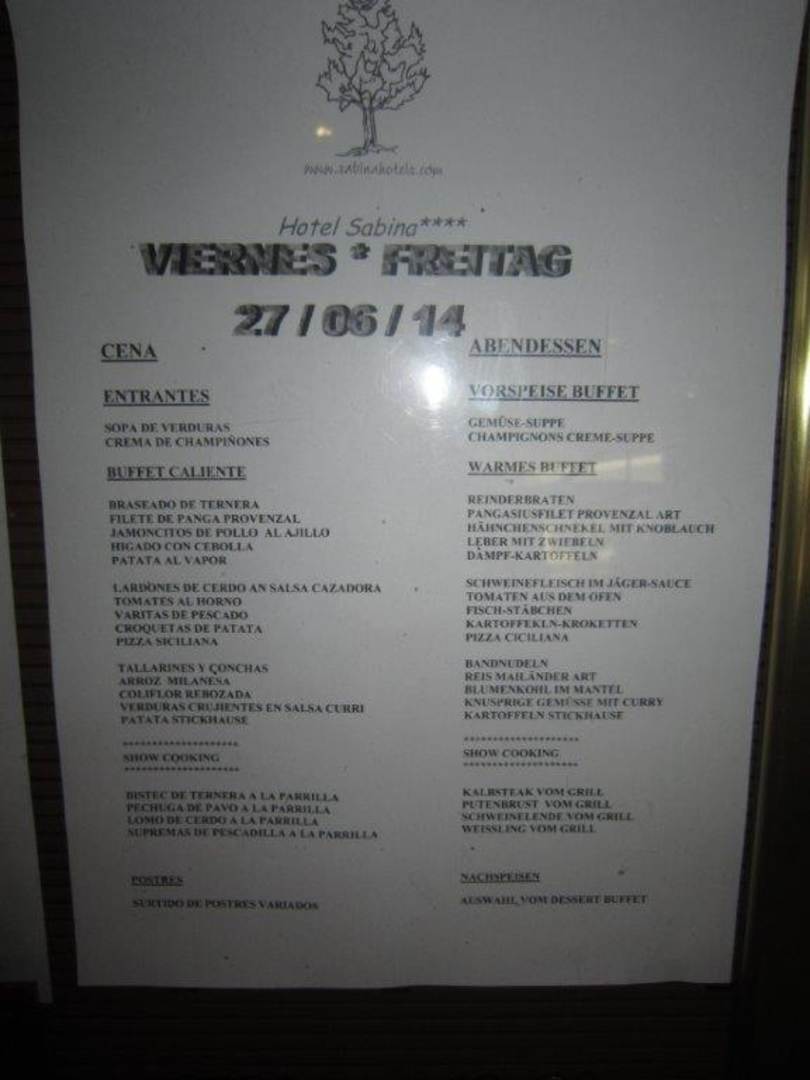 www.sabinahotels.com
Hotel Sabina****
VIERNES * FREITAG
27 / 06 / 14
CENA
ENTRANTES
SOPA DE VERDURAS
CREMA DE CHAMPIÑONES
BUFFET CALIENTE
BRASEADO DE TERNERA
FILETE DE PANGA PROVENZAL
JAMONCITOS DE POLLO AL AJILLO
HIGADO CON CEBOLLA
PATATA AL VAPOR
LARDONES DE CERDO AN SALSA CAZADORA
TOMATES AL HORNO
VARITAS DE PESCADO
CROQUETAS DE PATATA
PIZZA SICILIANA
TALLARINES Y CONCHAS
ARROZ MILANESA
COLIFLOR REBOZADA
VERDURAS CRUJIENTES EN SALSA CURRI
PATATA STICKHAUSE
********************
SHOW COOKING
********************
BISTEC DE TERNERA A LA PARRILLA
PECHUGA DE PAVO A LA PARRILLA
LOMO DE CERDO A LA PARRILLA
SUPREMAS DE PESCADILLA A LA PARRILLA
POSTRES
SURTIDO DE POSTRES VARIADOS
ABENDESSEN
VORSPEISE BUFFET
GEMÜSE-SUPPE
CHAMPIGNONS CREME-SUPPE
WARMES BUFFET
REINDERBRATEN
PANGASIUSFILET PROVENZAL ART
HÄHNCHENSCHNEKEL MIT KNOBLAUCH
LEBER MIT ZWIEBELN
DÄMPF-KARTOFFELN
SCHWEINEFLEISCH IM JÄGER-SAUCE
TOMATEN AUS DEM OFEN
FISCH-STÄBCHEN
KARTOFFEKLN-KROKETTEN
PIZZA CICILIANA
BANDNUDELN
REIS MAILÄNDER ART
BLUMENKOHL IM MANTEL
KNUSPRIGE GEMÜSSE MIT CURRY
KARTOFFELN STICKHAUSE
********************
SHOW COOKING
********************
KALBSTEAK VOM GRILL
PUTENBRUST VOM GRILL
SCHWEINELENDE VOM GRILL
WEISSLING VOM GRILL
NACHSPEISEN
AUSWAHL VOM DESSERT BUFFET